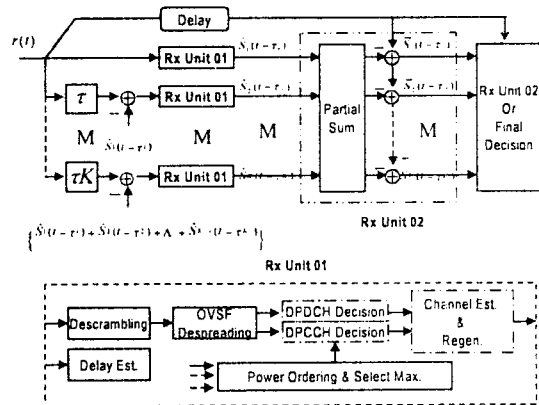 Delay
r(t)
Rx Unit 01
τ
Rx Unit 01
M
M
M
M
τK
Rx Unit 01
Partial
Sum
Rx Unit 02
Or
Final
Decision
Rx Unit 02
Rx Unit 01
Descrambling
OVSF
Despreading
DPDCH Decision
DPCCH Decision
Channel Est.
&
Regen.
Delay Est.
Power Ordering & Select Max.